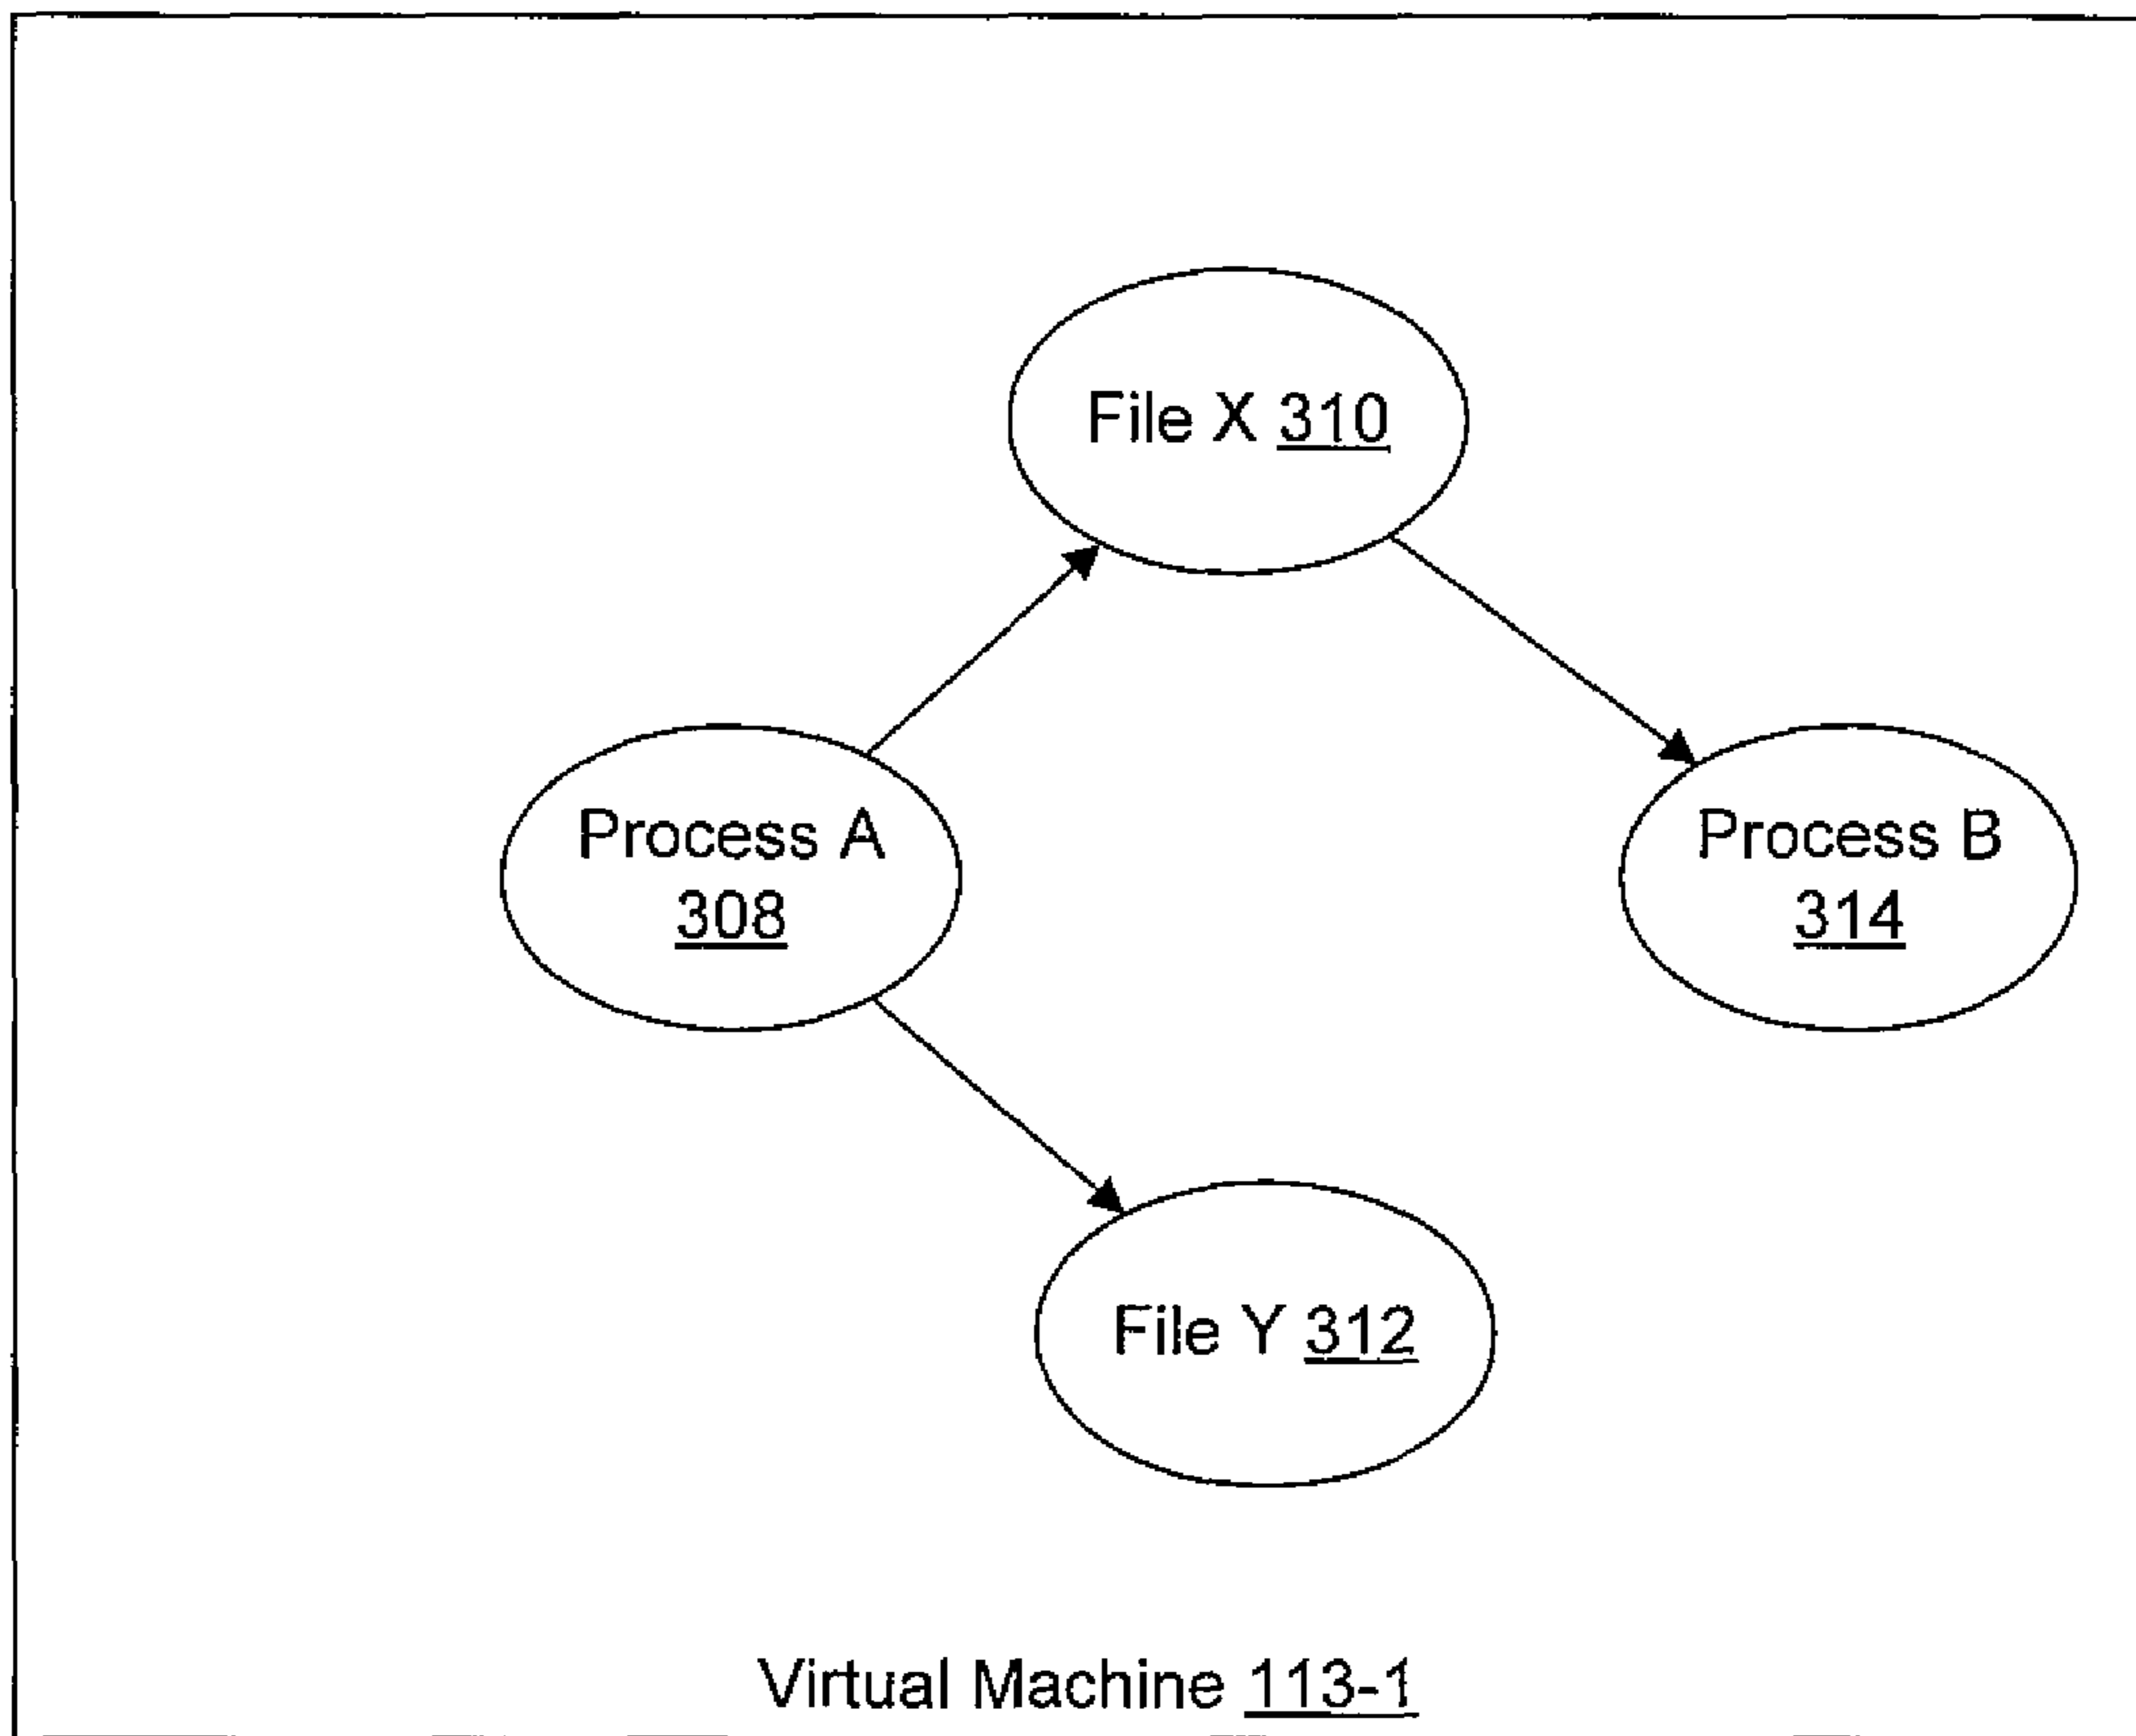 File X 310
Process A
308
Process B
314
File Y 312
Virtual Machine 113-1